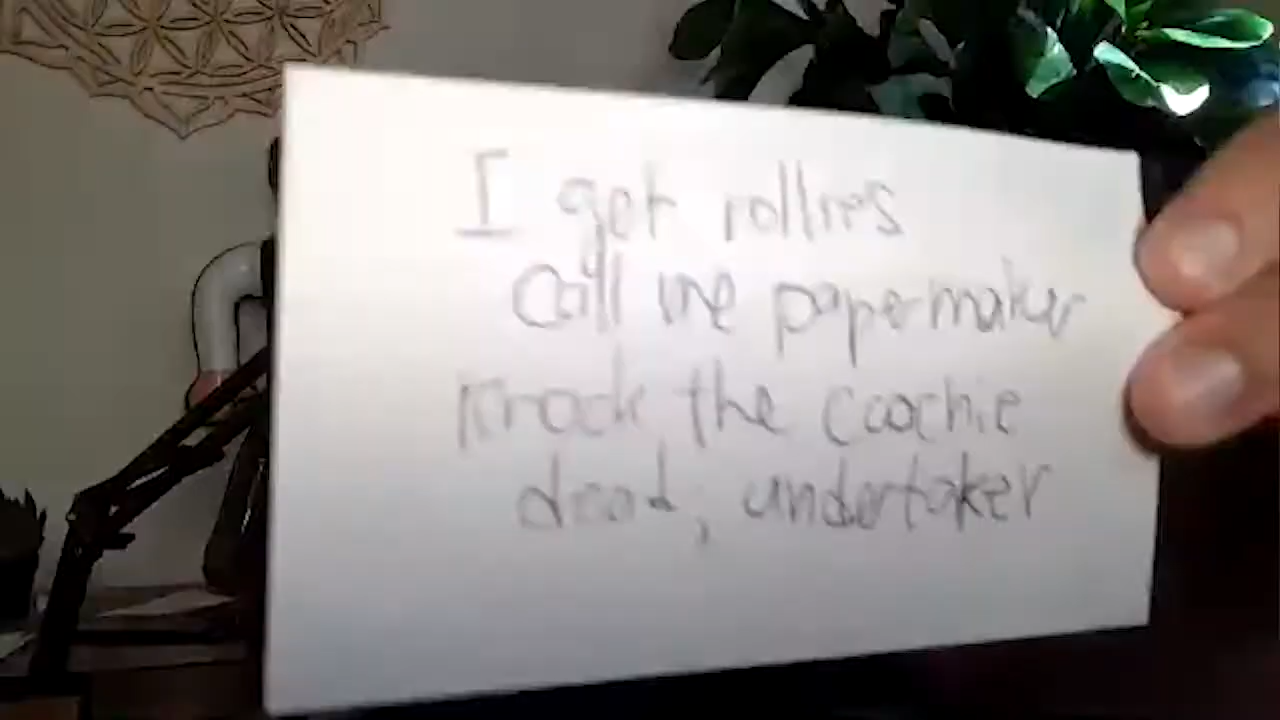 I got rollies
Call me papermaker
Knock the coochie
dead, undertaker